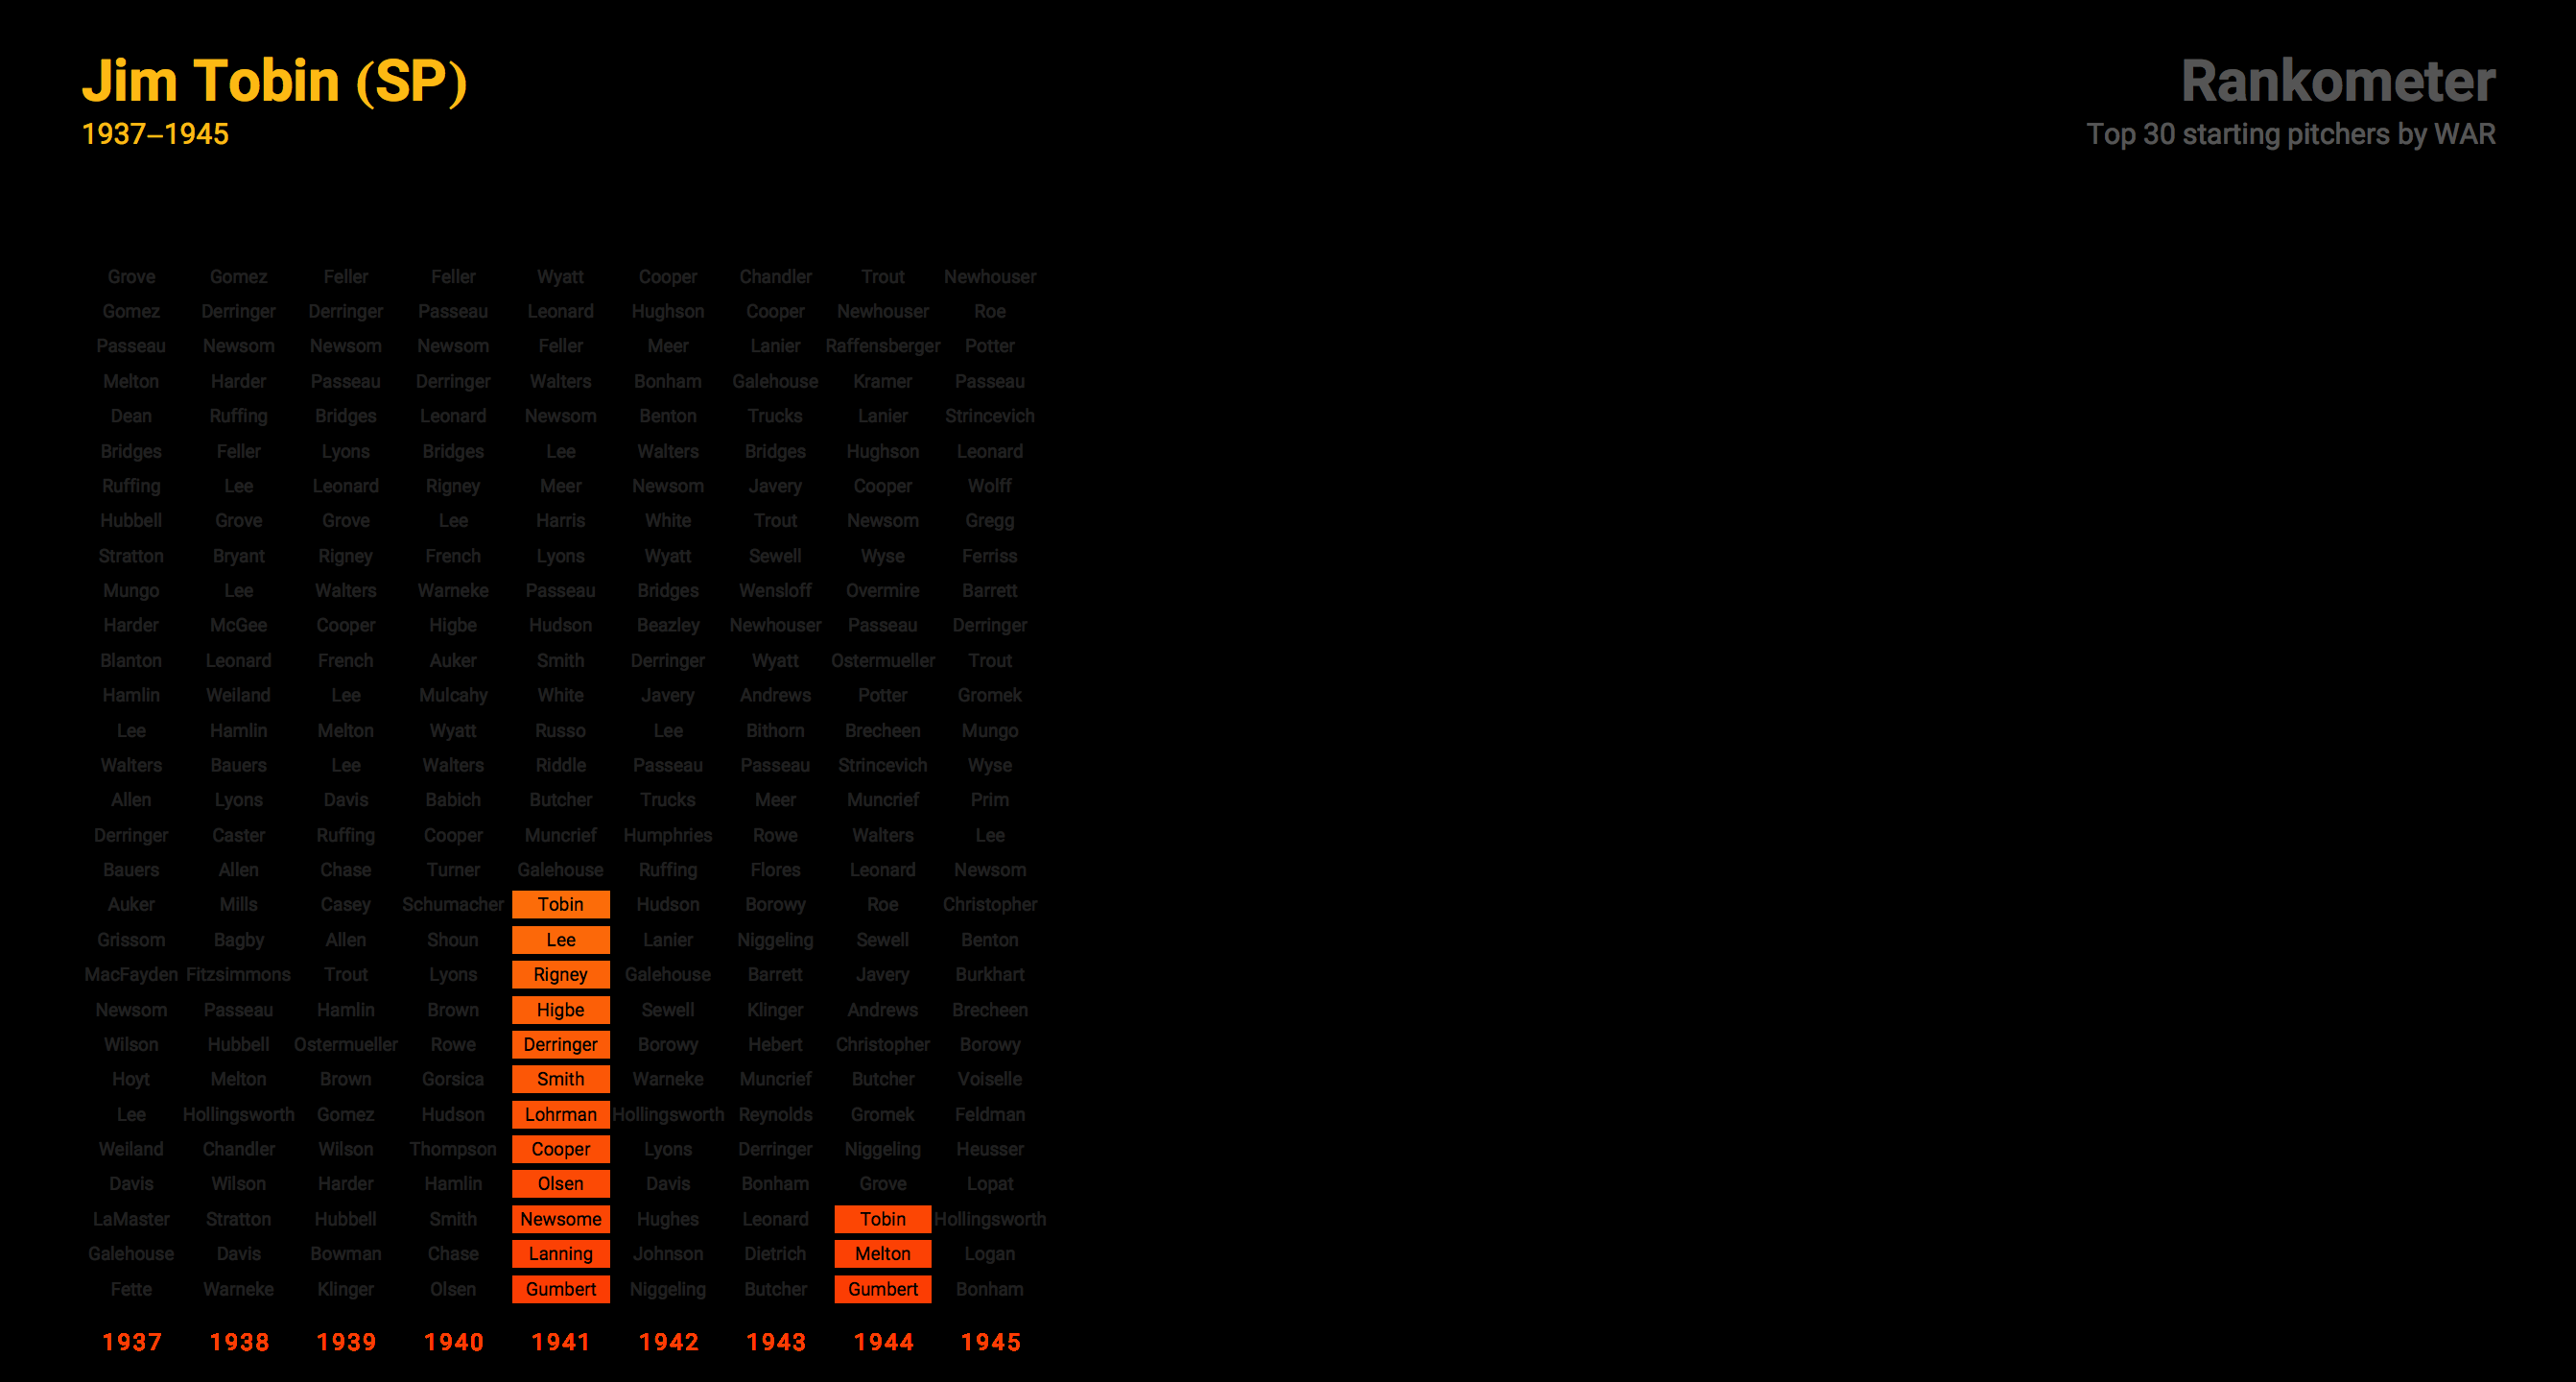 Jim Tobin (SP)
1937–1945
Rankometer
Top 30 starting pitchers by WAR
Grove Gomez Feller Feller Wyatt Cooper Chandler Trout Newhouser
Gomez Derringer Derringer Passeau Leonard Hughson Cooper Newhouser Roe
Passeau Newsom Newsom Newsom Feller Meer Lanier Raffensberger Potter
Melton Harder Passeau Derringer Walters Bonham Galehouse Kramer Passeau
Dean Ruffing Bridges Leonard Newsom Benton Trucks Lanier Strincevich
Bridges Feller Lyons Bridges Lee Walters Bridges Hughson Leonard
Ruffing Lee Leonard Rigney Meer Newsom Javery Cooper Wolff
Hubbell Grove Grove Lee Harris White Trout Newsom Gregg
Stratton Bryant Rigney French Lyons Wyatt Sewell Wyse Ferriss
Mungo Lee Walters Warneke Passeau Bridges Wensloff Overmire Barrett
Harder McGee Cooper Higbe Hudson Beazley Newhouser Passeau Derringer
Blanton Leonard French Auker Smith Derringer Wyatt Ostermueller Trout
Hamlin Weiland Lee Mulcahy White Javery Andrews Potter Gromek
Lee Hamlin Melton Wyatt Russo Lee Bithorn Brecheen Mungo
Walters Bauers Lee Walters Riddle Passeau Passeau Strincevich Wyse
Allen Lyons Davis Babich Butcher Trucks Meer Muncrief Prim
Derringer Caster Ruffing Cooper Muncrief Humphries Rowe Walters Lee
Bauers Allen Chase Turner Galehouse Ruffing Flores Leonard Newsom
Auker Mills Casey Schumacher Tobin Hudson Borowy Roe Christopher
Grissom Bagby Allen Shoun Lee Lanier Niggeling Sewell Benton
MacFayden Fitzsimmons Trout Lyons Rigney Galehouse Barrett Javery Burkhart
Newsom Passeau Hamlin Brown Higbe Sewell Klinger Andrews Brecheen
Wilson Hubbell Ostermueller Rowe Derringer Borowy Hebert Christopher Borowy
Hoyt Melton Brown Gorsica Smith Warneke Muncrief Butcher Voiselle
Lee Hollingsworth Gomez Hudson Lohrman Hollingsworth Reynolds Gromek Feldman
Weiland Chandler Wilson Thompson Cooper Lyons Derringer Niggeling Heusser
Davis Wilson Harder Hamlin Olsen Davis Bonham Grove Lopat
LaMaster Stratton Hubbell Smith Newsome Hughes Leonard Tobin Hollingsworth
Galehouse Davis Bowman Chase Lanning Johnson Dietrich Melton Logan
Fette Warneke Klinger Olsen Gumbert Niggeling Butcher Gumbert Bonham
1937 1938 1939 1940 1941 1942 1943 1944 1945